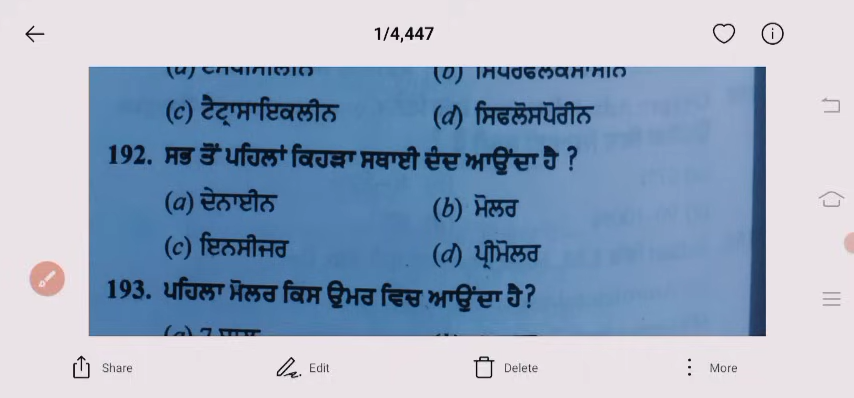 1/4,447
(c) ਟੈਟ੍ਰਾਸਾਇਕਲੀਨ (d) ਸਿਫਲੋਸਪੋਰੀਨ
192. ਸਭ ਤੋਂ ਪਹਿਲਾਂ ਕਿਹੜਾ ਸਥਾਈ ਦੰਦ ਆਉਂਦਾ ਹੈ ?
(a) ਦੇਨਾਈਨ (b) ਮੋਲਰ
(c) ਇਨਸੀਜਰ (d) ਪ੍ਰੀਮੋਲਰ
193. ਪਹਿਲਾ ਮੋਲਰ ਕਿਸ ਉਮਰ ਵਿਚ ਆਉਂਦਾ ਹੈ?
Share Edit Delete More